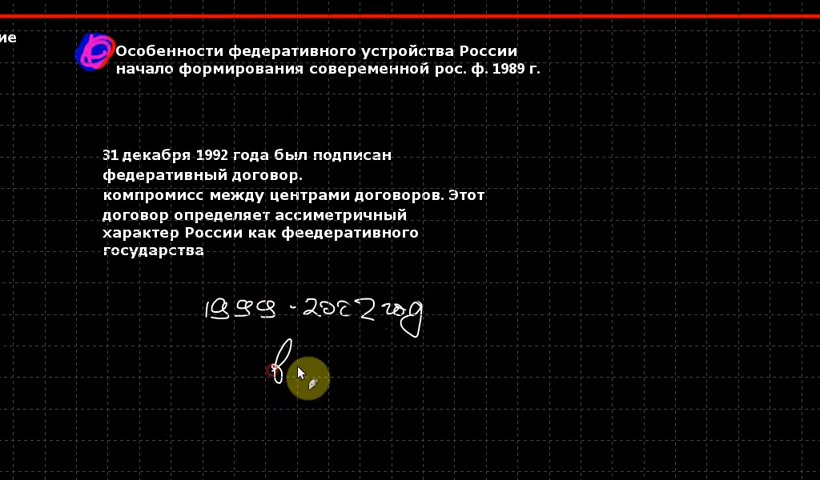 ие
Особенности федеративного устройства России
начало формирования совеременной рос. ф. 1989 г.
31 декабря 1992 года был подписан
федеративный договор.
компромисс между центрами договоров. Этот
договор определяет ассиметричный
характер России как феедеративного
государства
1999 - 2002 год